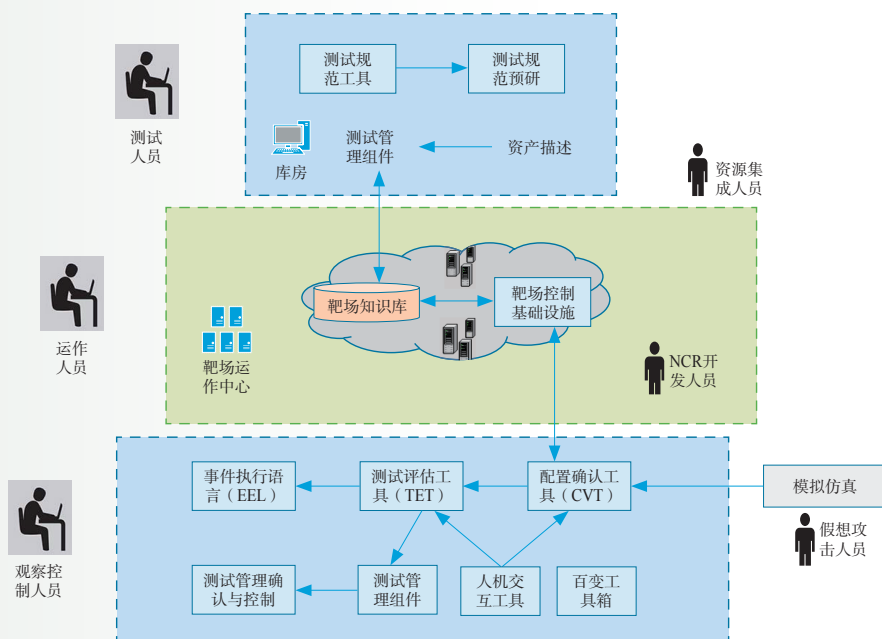 测试规
范工具
测试规
范预研
测试
人员
库房
测试管
理组件
资产描述
资源集
成人员
靶场知识库
靶场控制
基础设施
运作
人员
靶场运
作中心
NCR开
发人员
事件执行语
言（EEL）
测试评估工
具（TET）
配置确认工
具（CVT）
模拟仿真
观察控
制人员
假想攻
击人员
测试管理确
认与控制
测试管
理组件
人机交
互工具
百变工
具箱